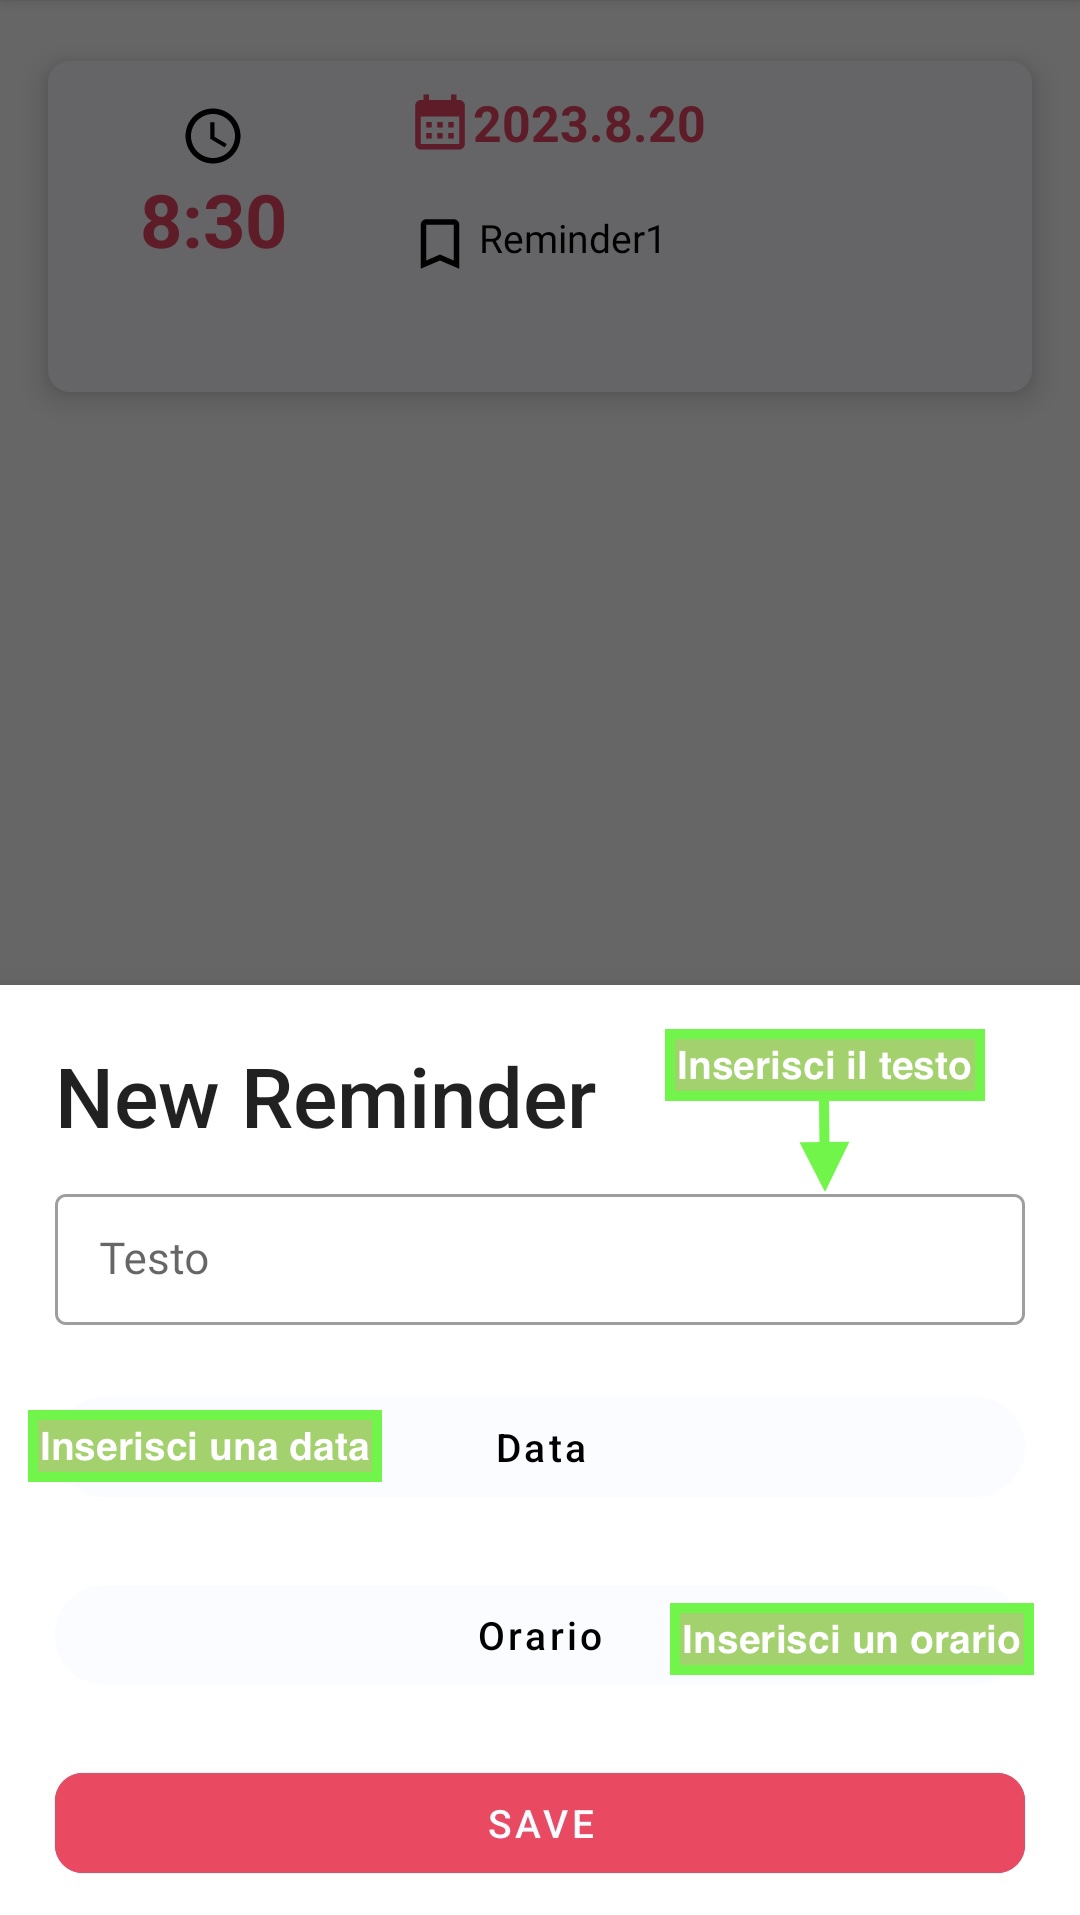 2023.8.20
8:30
Reminder1
New Reminder
Inserisci il testo
Testo
Inserisci una data
Data
Orario
Inserisci un orario
SAVE